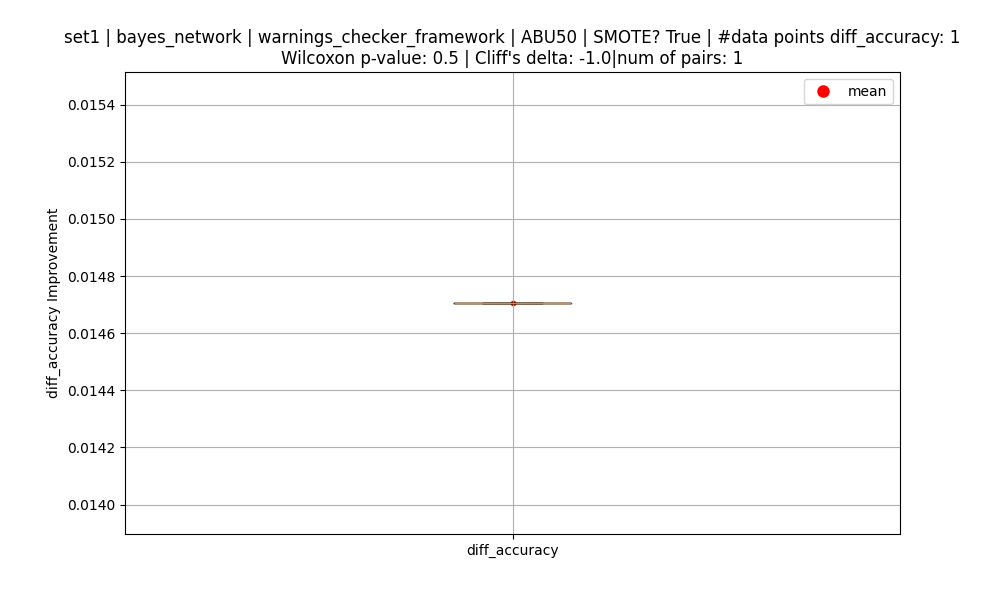 set1 | bayes_network | warnings_checker_framework | ABU50 | SMOTE? True | #data points diff_accuracy: 1
Wilcoxon p-value: 0.5 | Cliff's delta: -1.0|num of pairs: 1
mean
0.0154
0.0152
0.0150
0.0148
0.0146
0.0144
0.0142
0.0140
diff_accuracy Improvement
diff_accuracy